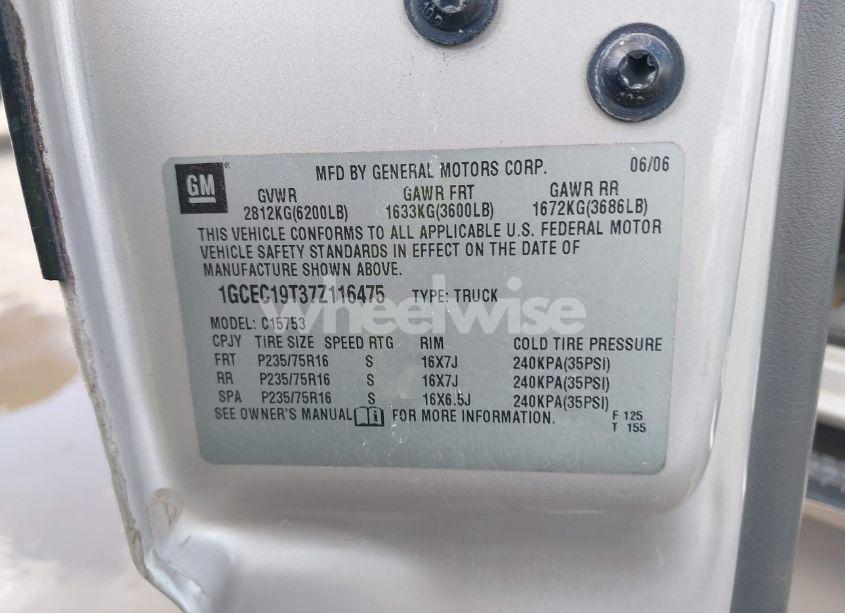 GM
MFD BY GENERAL MOTORS CORP. 06/06
GVWR GAWR FRT GAWR RR
2812KG(6200LB) 1633KG(3600LB) 1672KG(3686LB)
THIS VEHICLE CONFORMS TO ALL APPLICABLE U.S. FEDERAL MOTOR
VEHICLE SAFETY STANDARDS IN EFFECT ON THE DATE OF
MANUFACTURE SHOWN ABOVE.
1GCEC19T37Z116475 TYPE: TRUCK
wheelwise
MODEL: C15753
CPJY TIRE SIZE SPEED RTG RIM COLD TIRE PRESSURE
FRT P235/75R16 S 16X7J 240KPA(35PSI)
RR P235/75R16 S 16X7J 240KPA(35PSI)
SPA P235/75R16 S 16X6.5J 240KPA(35PSI)
SEE OWNER'S MANUAL FOR MORE INFORMATION.
F 125
T 155